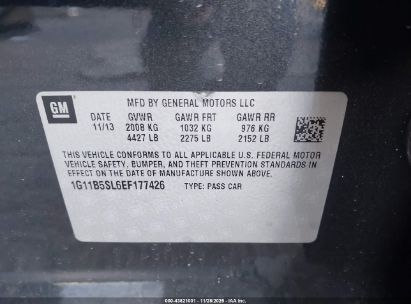 GM
MFD BY GENERAL MOTORS LLC
DATE GVWR GAWR FRT GAWR RR
11/13 2008 KG 1032 KG 976 KG
4427 LB 2275 LB 2152 LB
THIS VEHICLE CONFORMS TO ALL APPLICABLE U.S. FEDERAL MOTOR
VEHICLE SAFETY, BUMPER, AND THEFT PREVENTION STANDARDS IN
EFFECT ON THE DATE OF MANUFACTURE SHOWN ABOVE.
1G11B5SL6EF177426 TYPE: PASS CAR